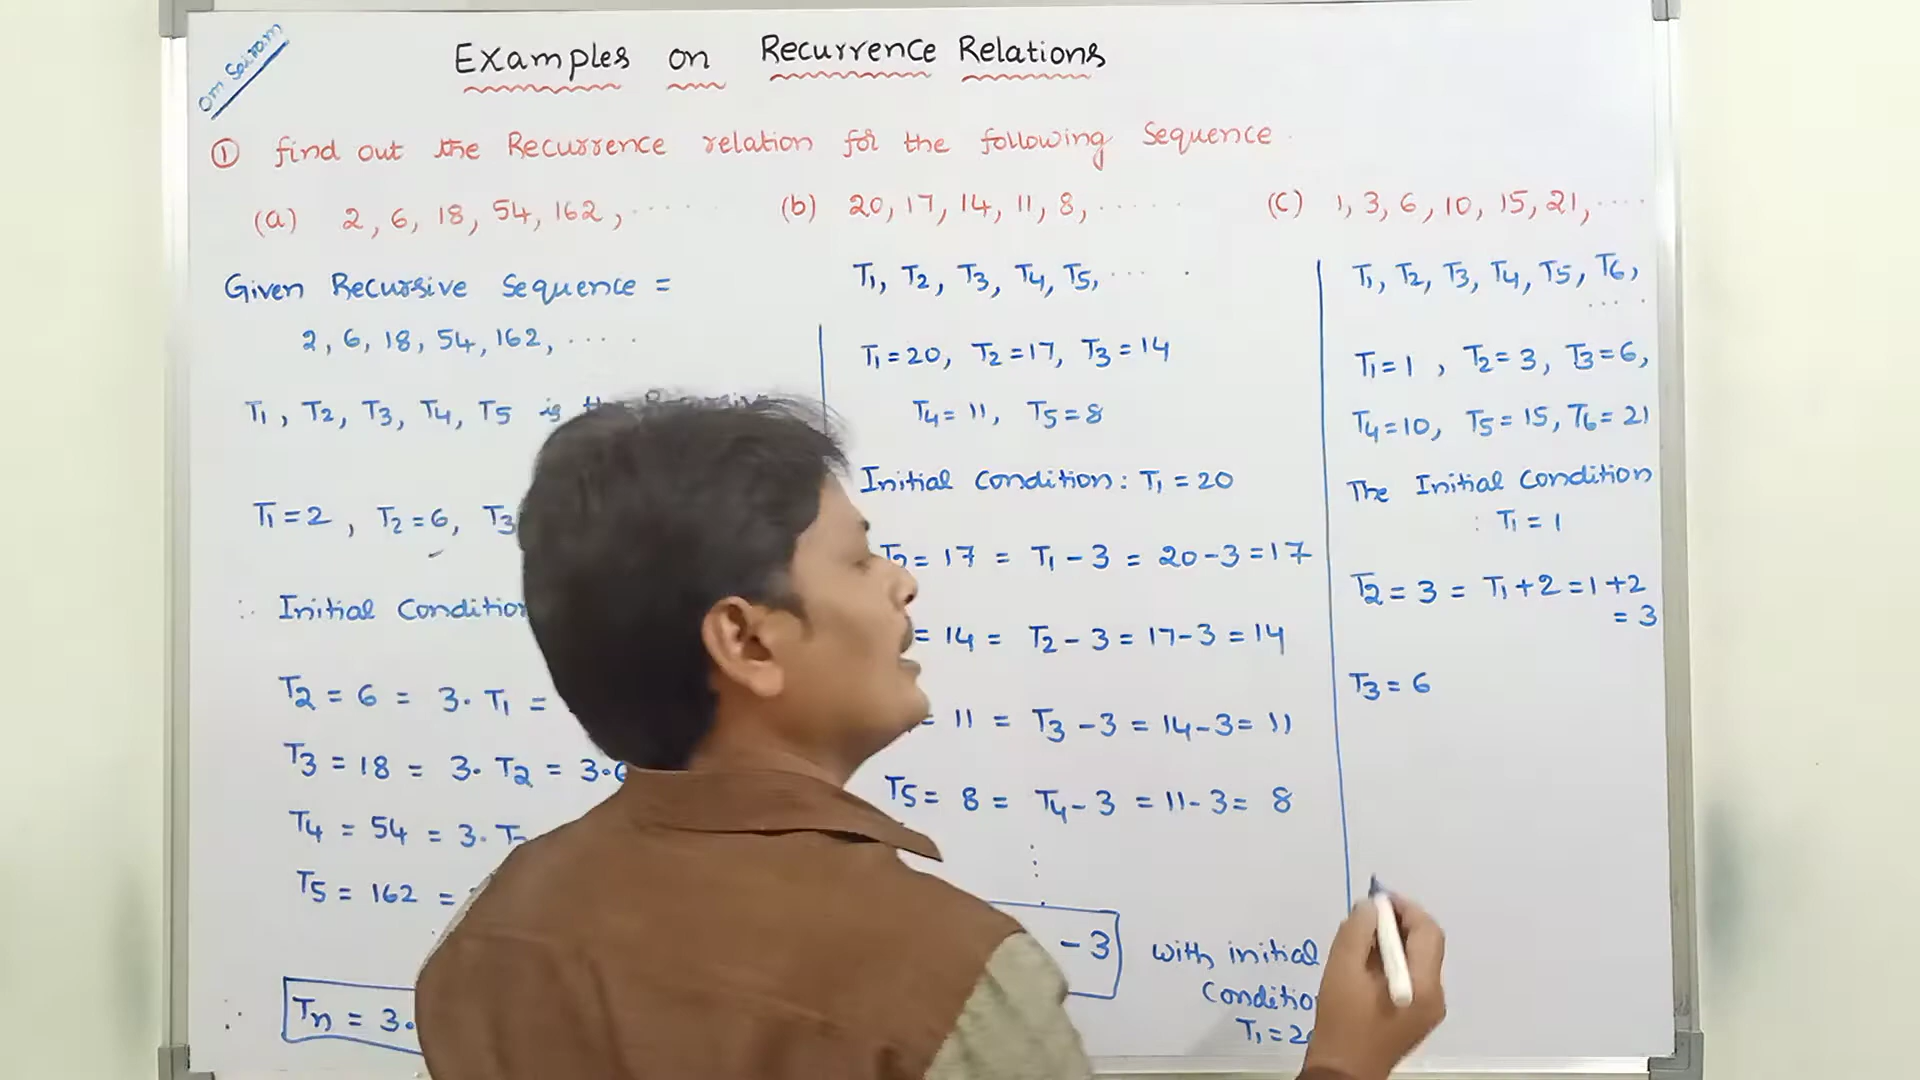 Om Sairam
Examples on Recurrence Relations
① find out the Recurrence relation for the following Sequence.
(a) 2, 6, 18, 54, 162, ......
(b) 20, 17, 14, 11, 8, ......
(c) 1, 3, 6, 10, 15, 21, ....
Given Recursive Sequence =
2, 6, 18, 54, 162, ....
T1, T2, T3, T4, T5 is
T1 = 2, T2 = 6, T3
∴ Initial Condition
T2 = 6 = 3. T1 =
T3 = 18 = 3. T2 = 3.6
T4 = 54 = 3.
T5 = 162 =
∴ Tn = 3.
T1, T2, T3, T4, T5, ....
T1 = 20, T2 = 17, T3 = 14
T4 = 11, T5 = 8
Initial Condition : T1 = 20
T2 = 17 = T1 - 3 = 20 - 3 = 17
= 14 = T2 - 3 = 17 - 3 = 14
= 11 = T3 - 3 = 14 - 3 = 11
T5 = 8 = T4 - 3 = 11 - 3 = 8
- 3
with initial
Conditio
T1 = 20
T1, T2, T3, T4, T5, T6,
....
T1 = 1, T2 = 3, T3 = 6,
T4 = 10, T5 = 15, T6 = 21
The Initial Condition
: T1 = 1
T2 = 3 = T1 + 2 = 1 + 2
= 3
T3 = 6